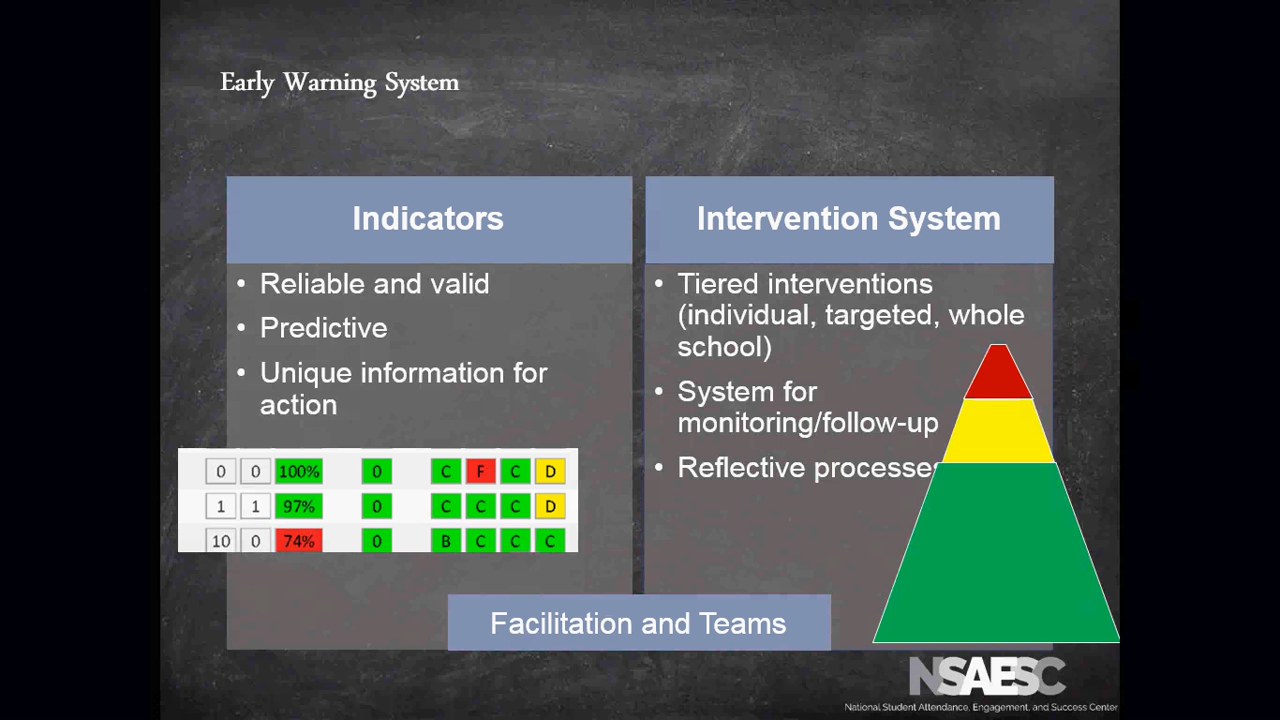 Early Warning System
Indicators
• Reliable and valid
• Predictive
• Unique information for
action
0 0 100% 0 C F C D
1 1 97% 0 C C C D
10 0 74% 0 B C C C
Intervention System
• Tiered interventions
(individual, targeted, whole
school)
• System for
monitoring/follow-up
• Reflective processes
Facilitation and Teams
NSAESC
National Student Attendance, Engagement, and Success Center